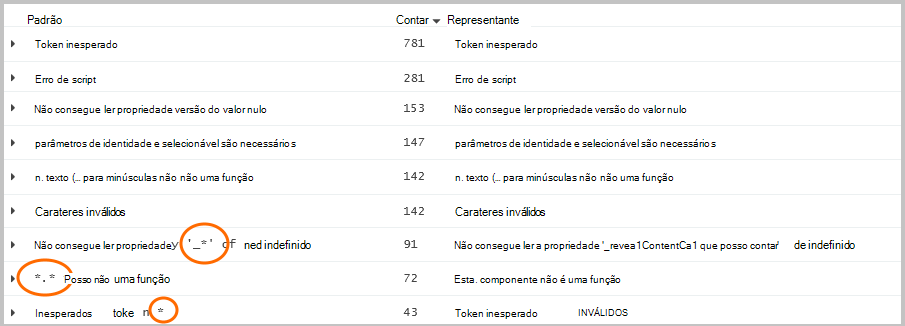 Padrão Contar Representante
Token inesperado 781 Token inesperado
Erro de script 281 Erro de script
Não consegue ler propriedade versão do valor nulo 153 Não consegue ler propriedade versão do valor nulo
parâmetros de identidade e selecionável são necessários 147 parâmetros de identidade e selecionável são necessários
n. texto (... para minúsculas não não uma função 142 n. texto (... para minúsculas não não uma função
Carateres inválidos 142 Carateres inválidos
Não consegue ler propriedade y '_*' of ned indefinido 91 Não consegue ler a propriedade '_revea1ContentCa1 que posso contar' de indefinido
*.* Posso não uma função 72 Esta. componente não é uma função
Inesperados toke n * 43 Token inesperado INVÁLIDOS